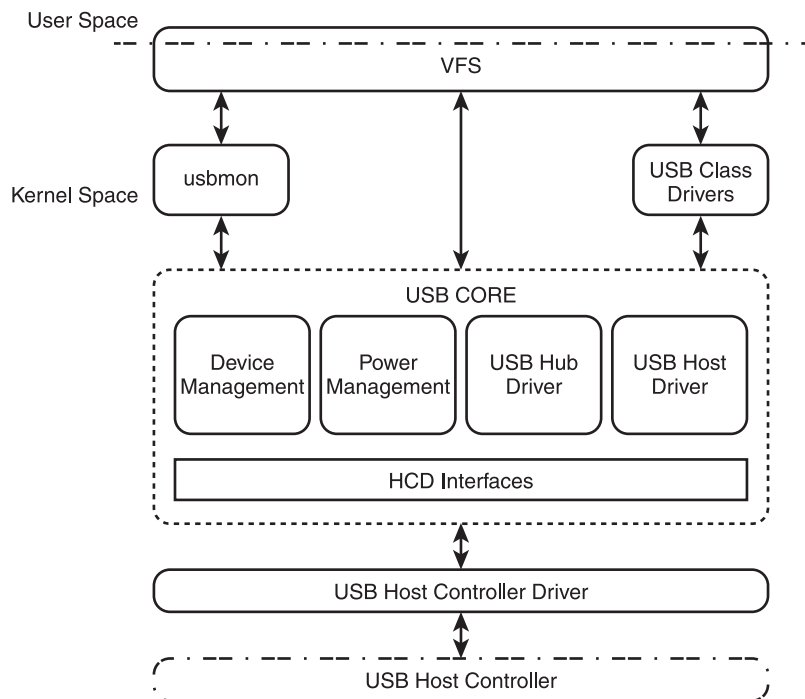 User Space
VFS
Kernel Space
usbmon
USB Class
Drivers
USB CORE
Device
Management
Power
Management
USB Hub
Driver
USB Host
Driver
HCD Interfaces
USB Host Controller Driver
USB Host Controller